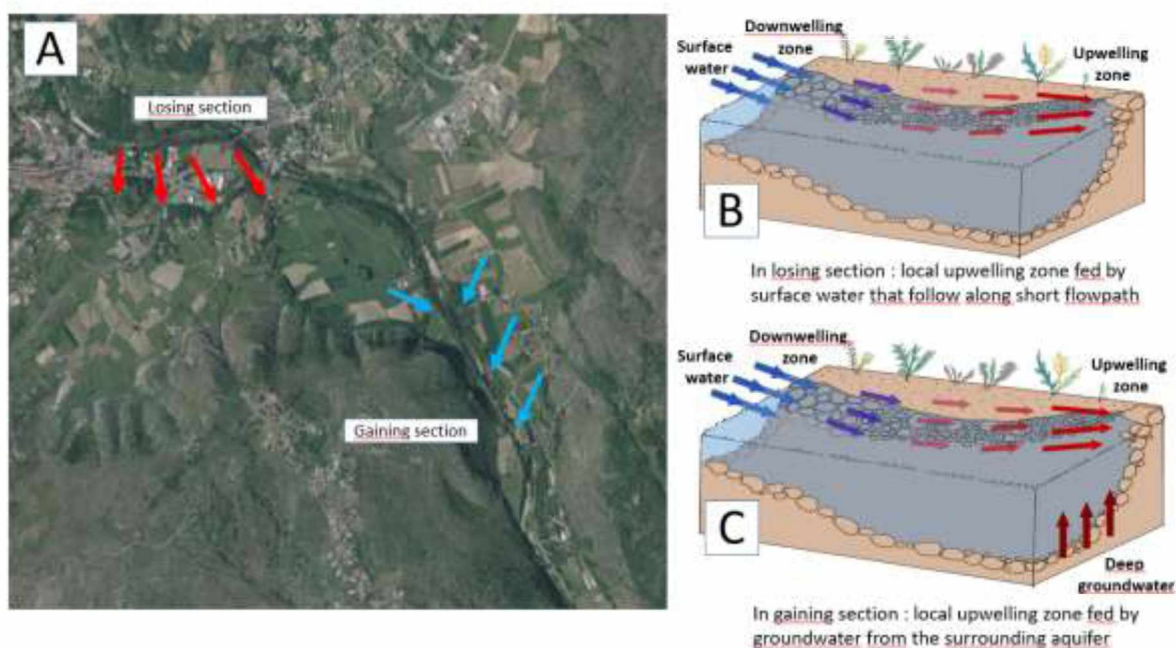 A
Losing section
Gaining section
Downwelling
zone
Surface
water
Upwelling
zone
B
In losing section : local upwelling zone fed by
surface water that follow along short flowpath
Downwelling
zone
Surface
water
Upwelling
zone
C
Deep
groundwater
In gaining section : local upwelling zone fed by
groundwater from the surrounding aquifer